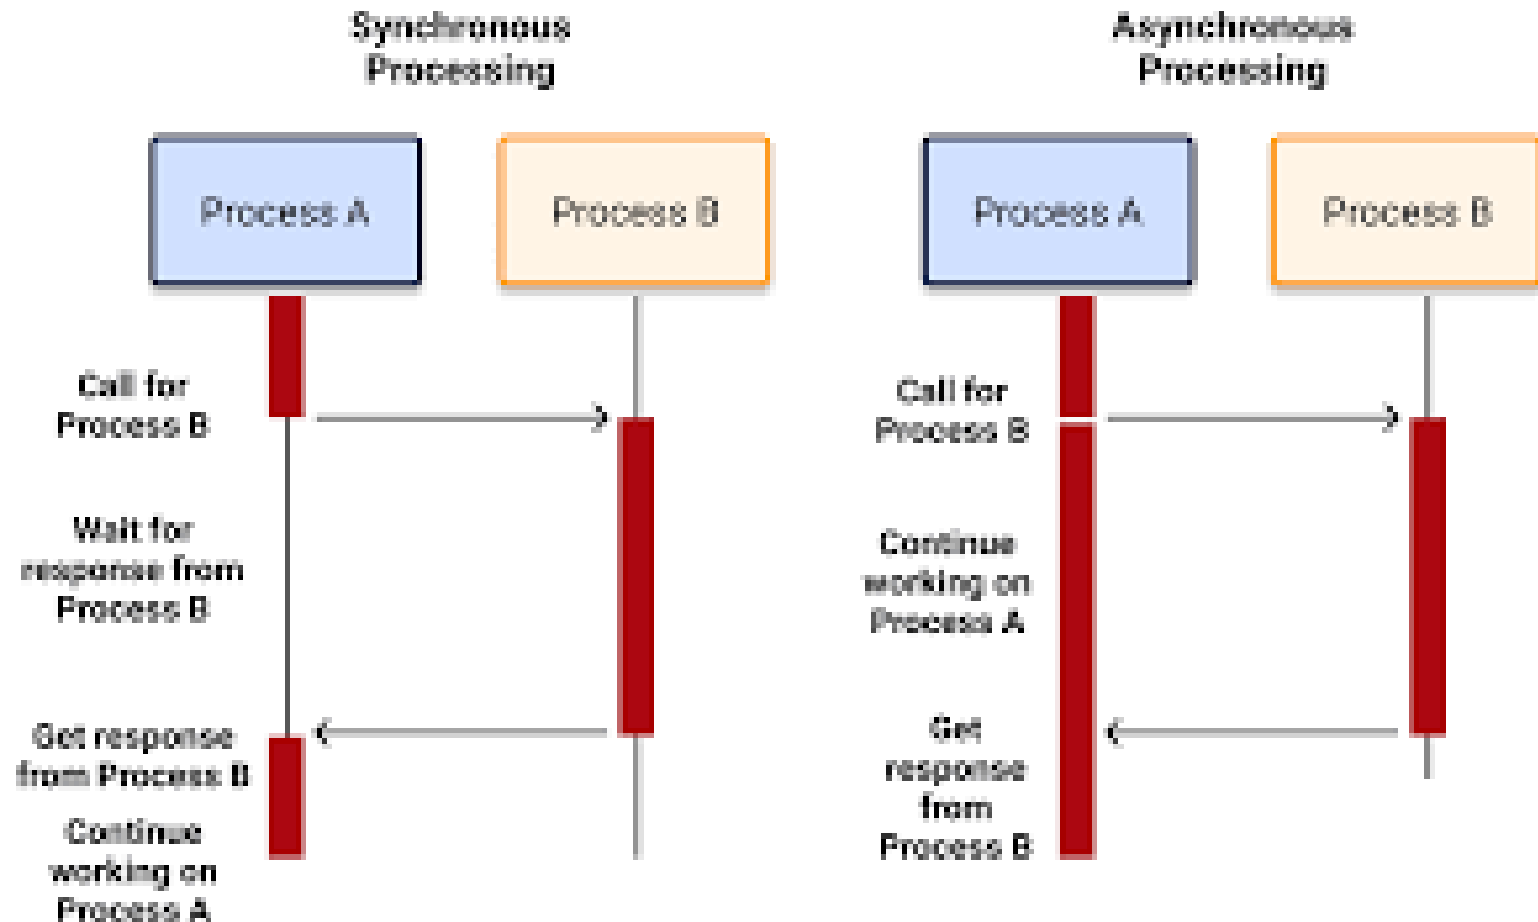 Synchronous
Processing
Process A
Process B
Call for
Process B
Wait for
response from
Process B
Get response
from Process B
Continue
working on
Process A
Asynchronous
Processing
Process A
Process B
Call for
Process B
Continue
working on
Process A
Get
response
from
Process B